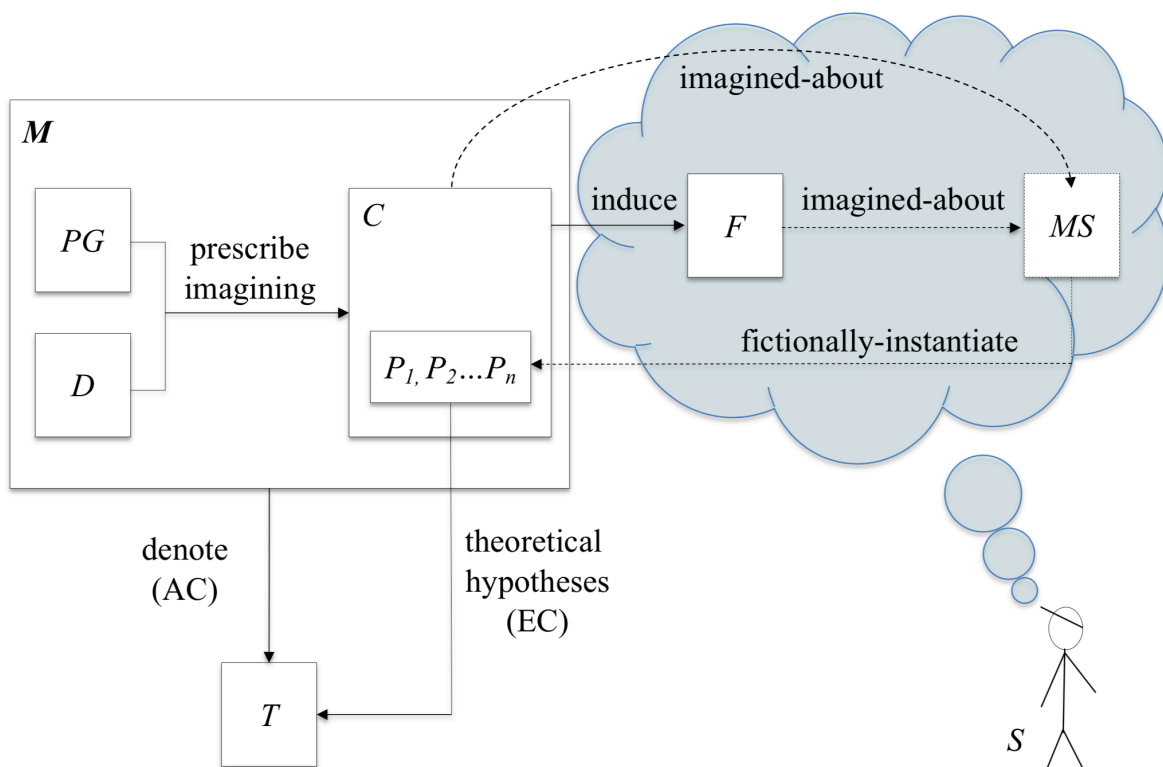 imagined-about
M
PG
C
prescribe
imagining
induce
F
imagined-about
MS
D
P1, P2...Pn
fictionally-instantiate
denote
(AC)
theoretical
hypotheses
(EC)
T
S